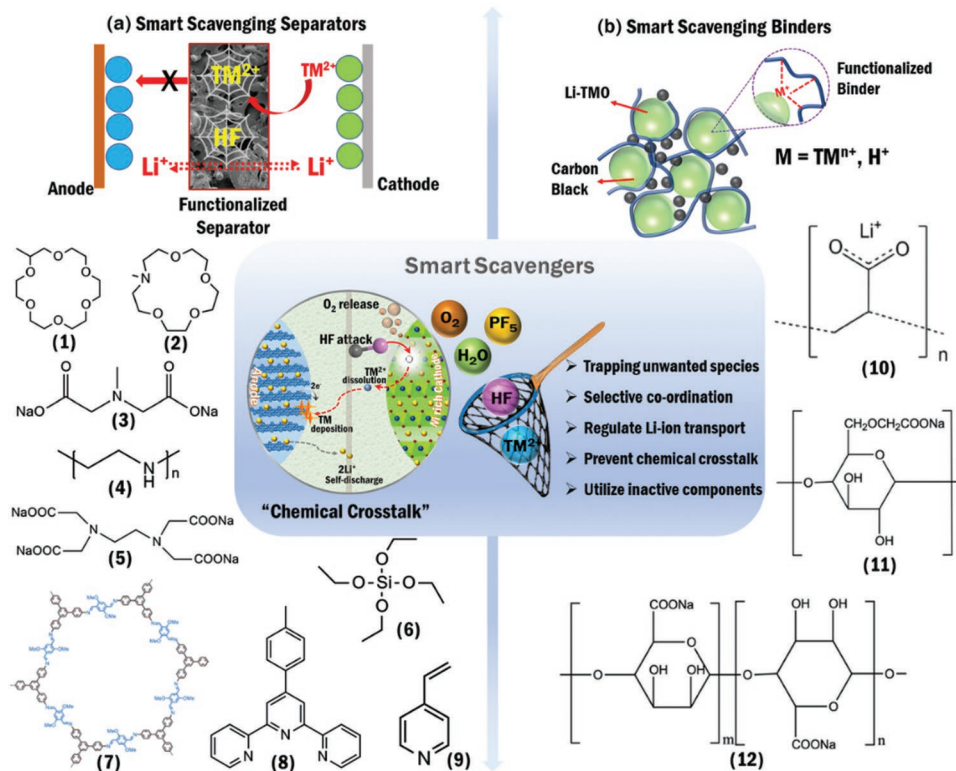 (a) Smart Scavenging Separators
TM2+
TM2+
X
HF
Li+
Li+
Anode
Cathode
Functionalized
Separator
(b) Smart Scavenging Binders
Functionalized
Binder
Li-TMO
M+
Carbon
Black
M = TMn+, H+
Smart Scavengers
O2 release
HF attack
TM2+
dissolution
2e-
Anode
TM
deposition
2Li+
Self-discharge
"Chemical Crosstalk"
O2
PF5
H2O
HF
TM2+
➢ Trapping unwanted species
➢ Selective co-ordination
➢ Regulate Li-ion transport
➢ Prevent chemical crosstalk
➢ Utilize inactive components
O
O
O
O
O
O
(1)
N
O
O
O
O
(2)
O
O
NaO
N
ONa
(3)
N
H
n
(4)
NaOOC
COONa
N
N
NaOOC
COONa
(5)
O
O
Si
O
O
(6)
(7)
N
N
N
(8)
N
(9)
Li+
O
O
n
(10)
CH2OCH2COONa
O
OH
O
OH
n
(11)
COONa
OH
OH
O
O
OH
OH
O
O
O
m
COONa
n
(12)